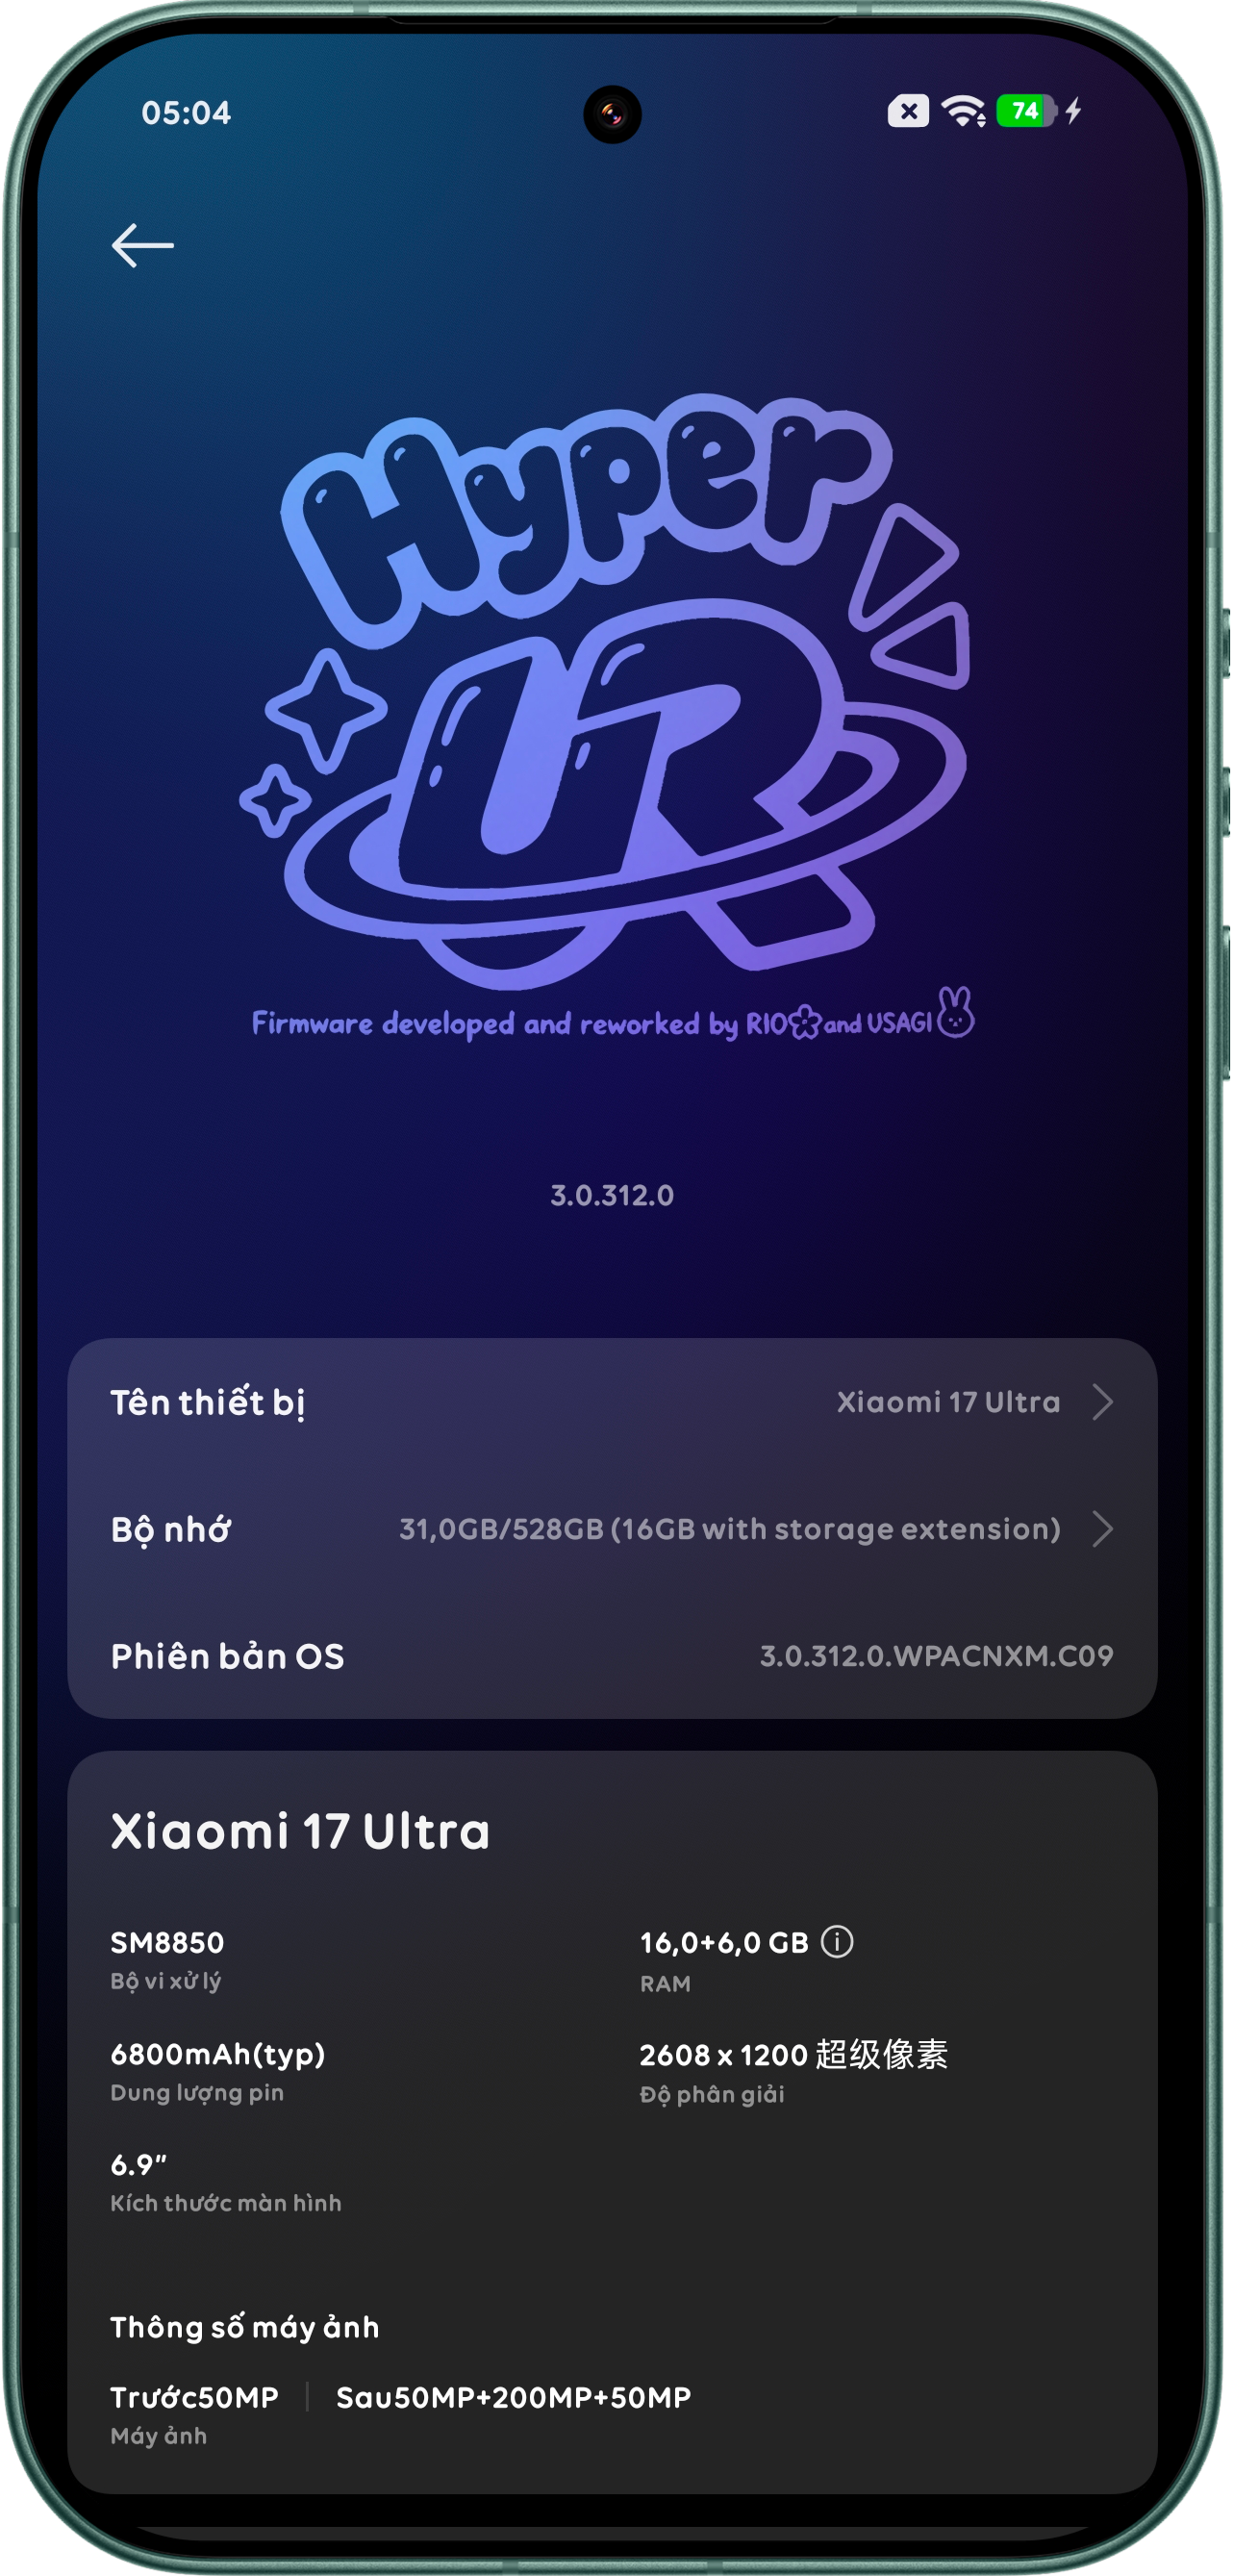 05:04
74
Hyper
UR
Firmware developed and reworked by RIO and USAGI
3.0.312.0
Tên thiết bị
Xiaomi 17 Ultra
Bộ nhớ
31,0GB/528GB (16GB with storage extension)
Phiên bản OS
3.0.312.0.WPACNXM.C09
Xiaomi 17 Ultra
SM8850
Bộ vi xử lý
16,0+6,0 GB
RAM
6800mAh(typ)
Dung lượng pin
2608 x 1200 超级像素
Độ phân giải
6.9"
Kích thước màn hình
Thông số máy ảnh
Trước50MP
Sau50MP+200MP+50MP
Máy ảnh